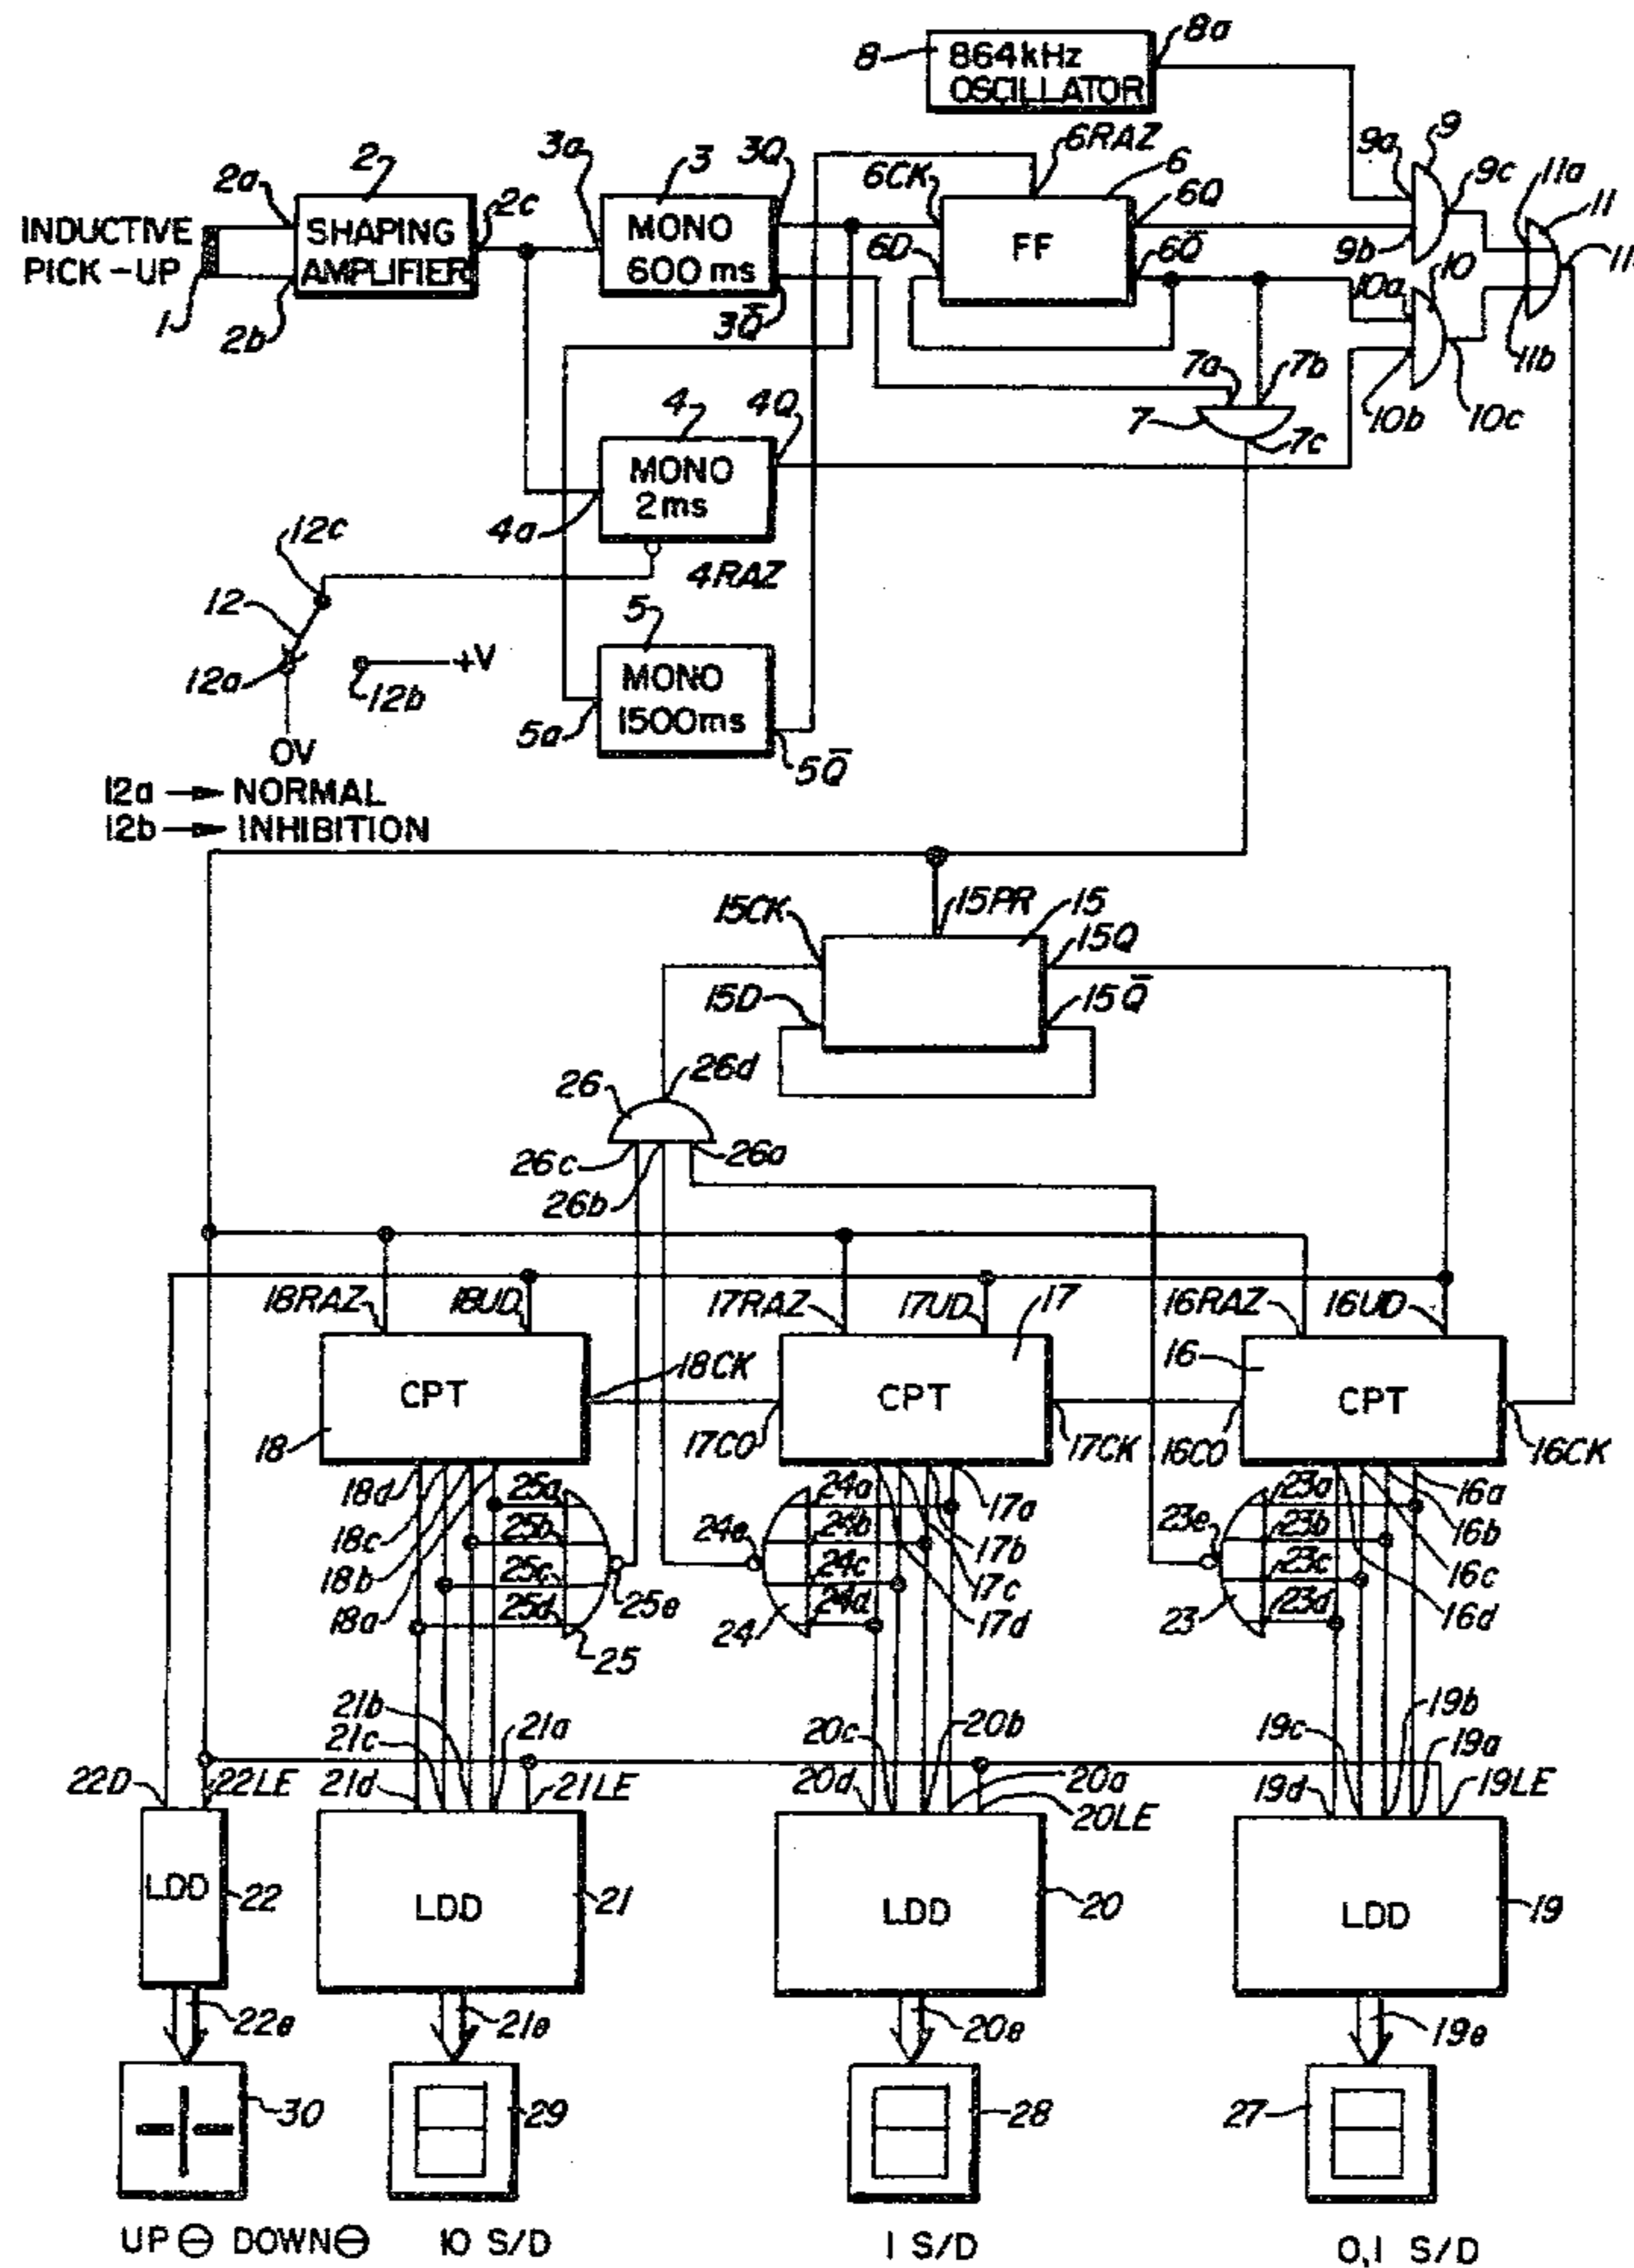 8
864kHz
OSCILLATOR
8a
INDUCTIVE
PICK-UP
1
2a
2b
2
SHAPING
AMPLIFIER
2c
3a
3
MONO
600 ms
3Q
3Q̅
6RAZ
6
6CK
6D
FF
6Q
6Q̅
9a
9
9b
9c
10a
10
10b
10c
11a
11
11b
7a
7b
7
7c
4
MONO
2ms
4Q
4a
4RAZ
12c
12
12a
12b
+V
0V
12a → NORMAL
12b → INHIBITION
5
MONO
1500ms
5a
5Q̅
15CK
15PR
15
15Q
15D
15Q̅
26
26d
26c
26b
26a
18RAZ
18UD
17RAZ
17UD
17
16RAZ
16UD
CPT
18
18CK
CPT
17CO
17CK
16
CPT
16CO
16CK
18d
18c
18b
18a
25a
25b
25c
25d
25e
25
24a
24b
24c
24d
24e
24
17a
17b
17c
17d
23a
23b
23c
23d
23e
23
16a
16b
16c
16d
22D
22LE
21d
21c
21b
21a
21LE
20d
20c
20b
20a
20LE
19d
19c
19b
19a
19LE
LDD
22
LDD
21
LDD
20
LDD
19
22e
21e
20e
19e
30
29
28
27
UP ⊖ DOWN ⊖
10 S/D
1 S/D
0,1 S/D